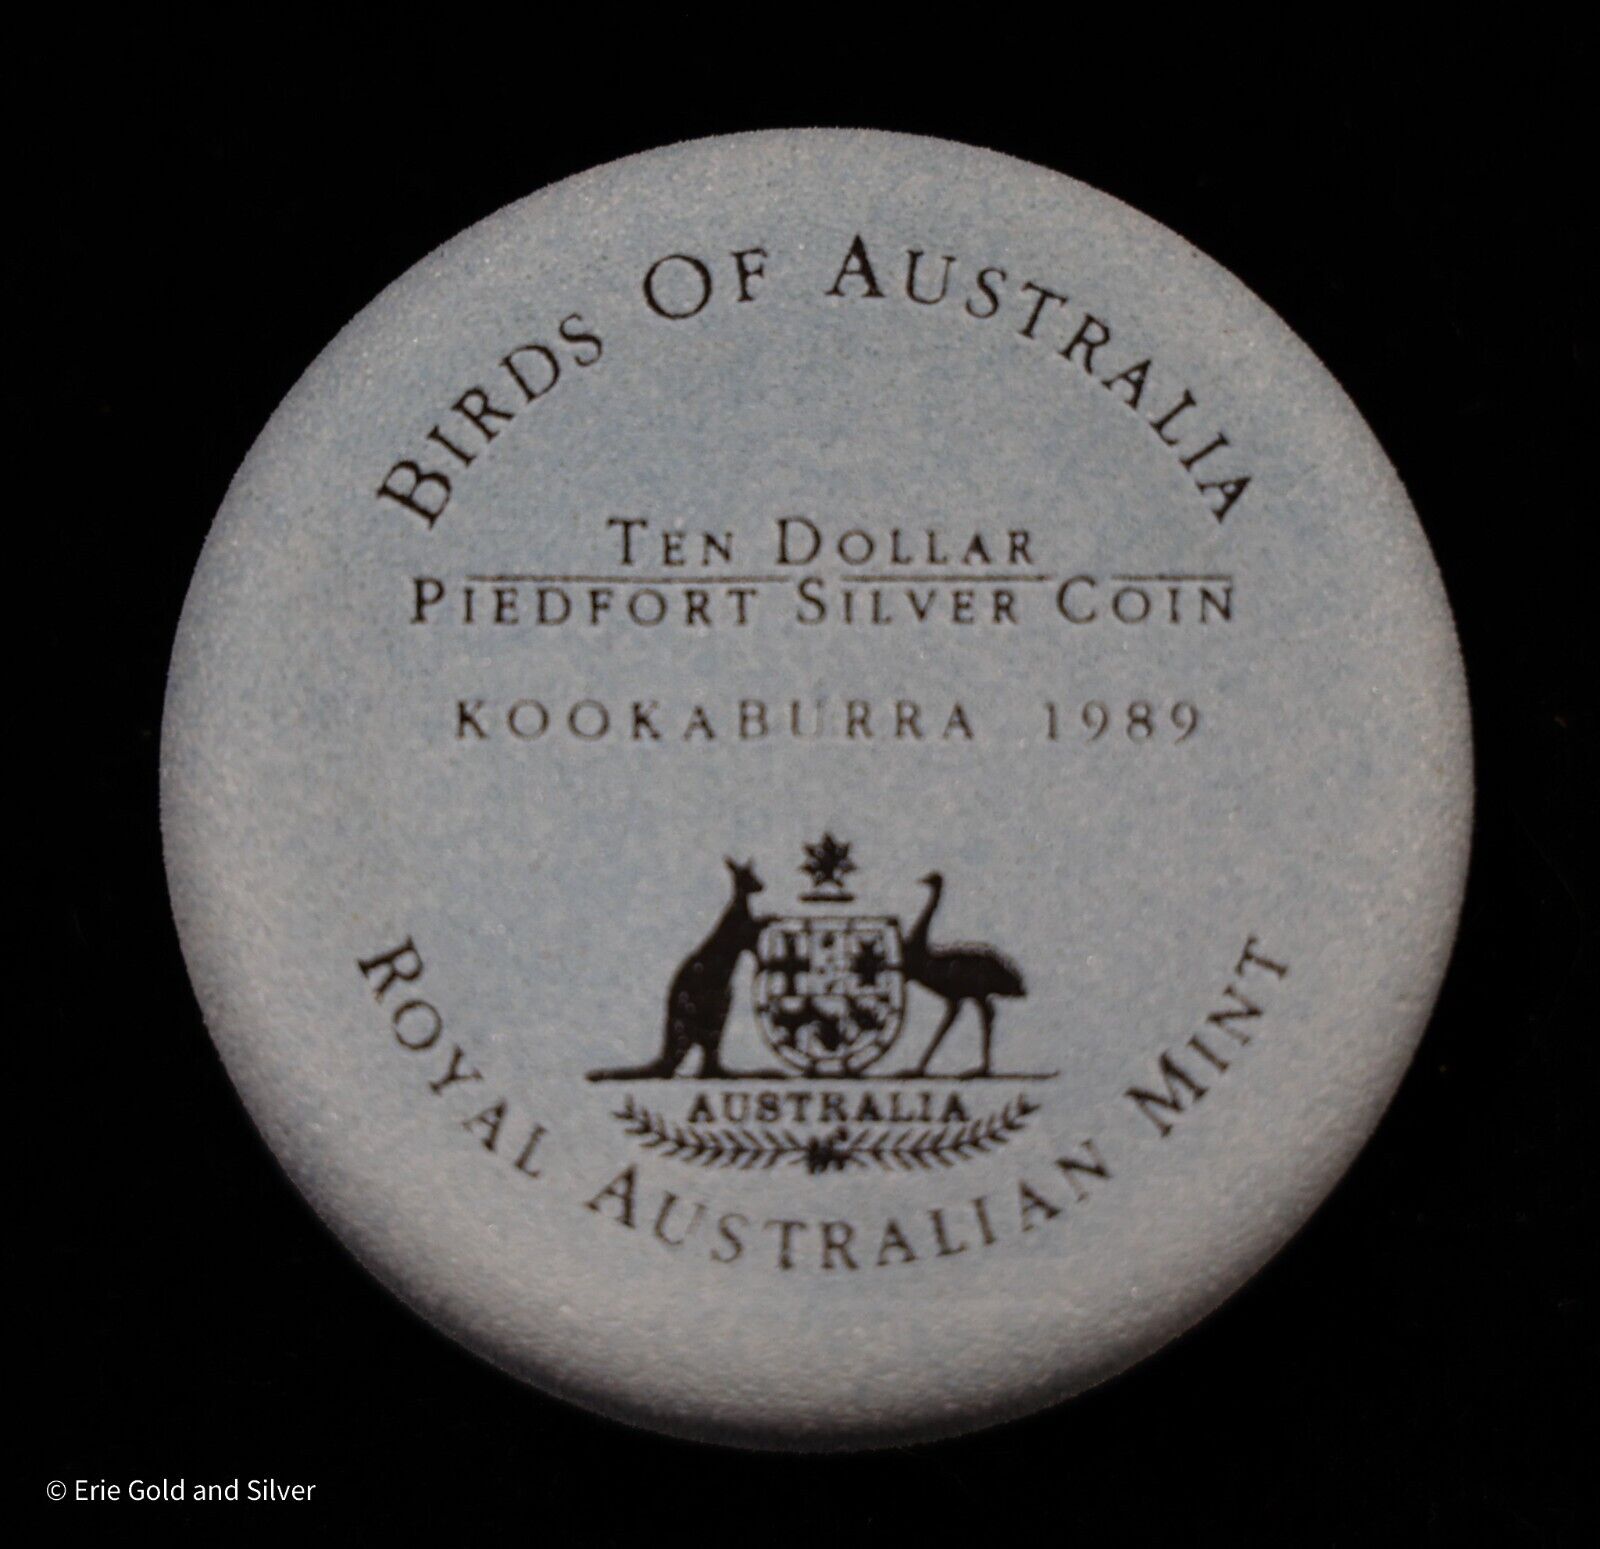 BIRDS OF AUSTRALIA
TEN DOLLAR
PIEDFORT SILVER COIN
KOOKABURRA 1989
AUSTRALIA
ROYAL AUSTRALIAN MINT
© Erie Gold and Silver